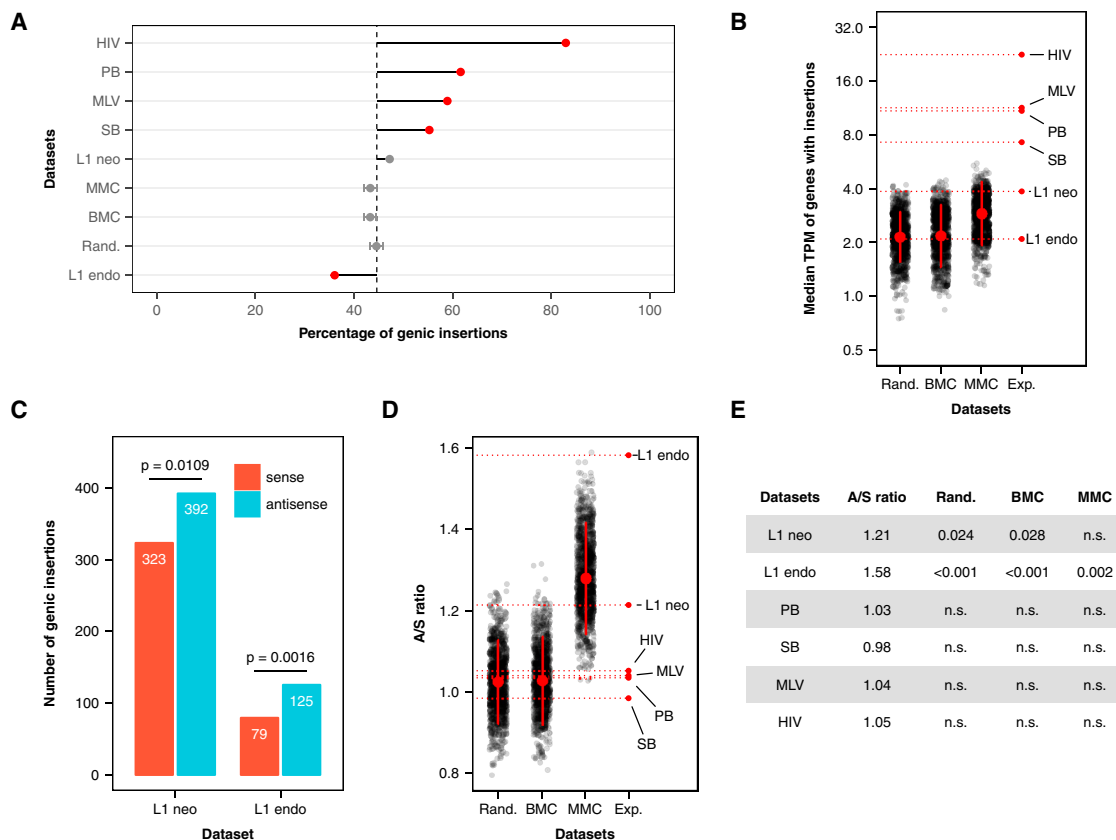 A
Datasets
HIV
PB
MLV
SB
L1 neo
MMC
BMC
Rand.
L1 endo
0 20 40 60 80 100
Percentage of genic insertions
B
Median TPM of genes with insertions
32.0
16.0
8.0
4.0
2.0
1.0
0.5
HIV
MLV
PB
SB
L1 neo
L1 endo
Rand. BMC MMC Exp.
Datasets
C
Number of genic insertions
400
300
200
100
0
p = 0.0109
sense
antisense
323
392
p = 0.0016
79
125
L1 neo L1 endo
Dataset
D
A/S ratio
1.6
1.4
1.2
1.0
0.8
L1 endo
L1 neo
HIV
MLV
PB
SB
Rand. BMC MMC Exp.
Datasets
E
Datasets A/S ratio Rand. BMC MMC
L1 neo 1.21 0.024 0.028 n.s.
L1 endo 1.58 <0.001 <0.001 0.002
PB 1.03 n.s. n.s. n.s.
SB 0.98 n.s. n.s. n.s.
MLV 1.04 n.s. n.s. n.s.
HIV 1.05 n.s. n.s. n.s.